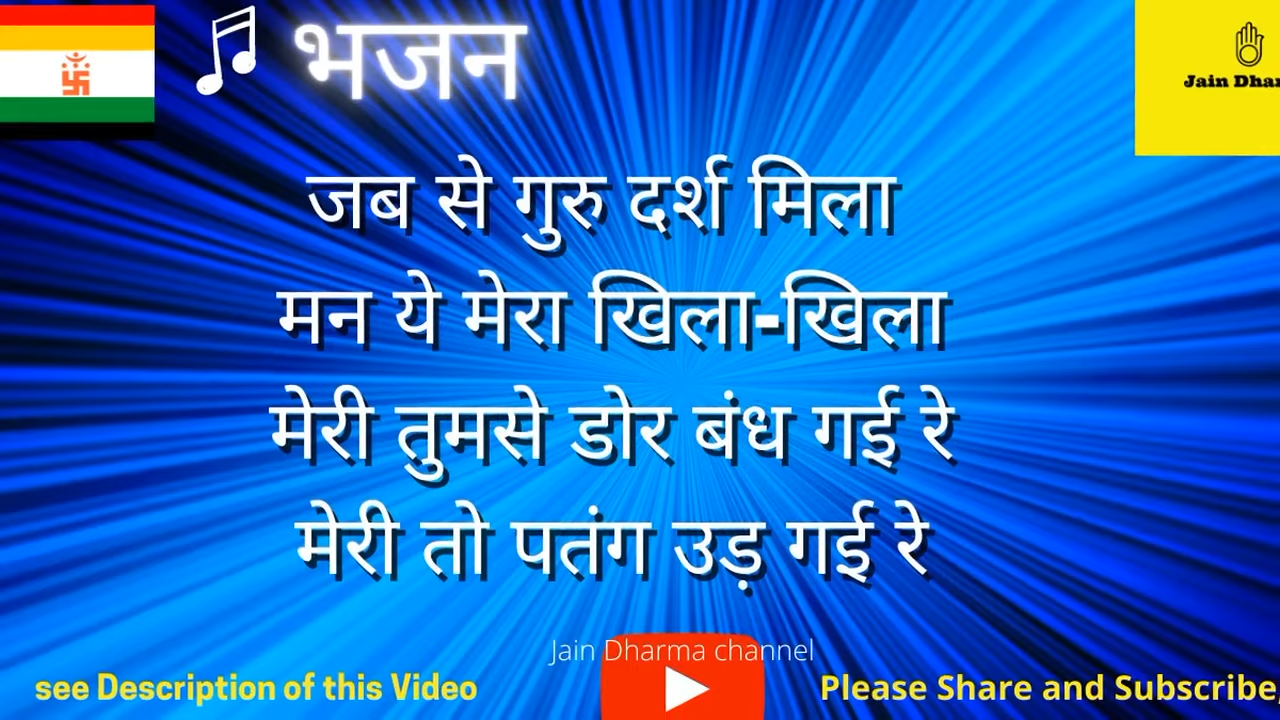 भजन
Jain Dhar
जब से गुरु दर्श मिला
मन ये मेरा खिला-खिला
मेरी तुमसे डोर बंध गई रे
मेरी तो पतंग उड़ गई रे
Jain Dharma channel
see Description of this Video
Please Share and Subscribe,